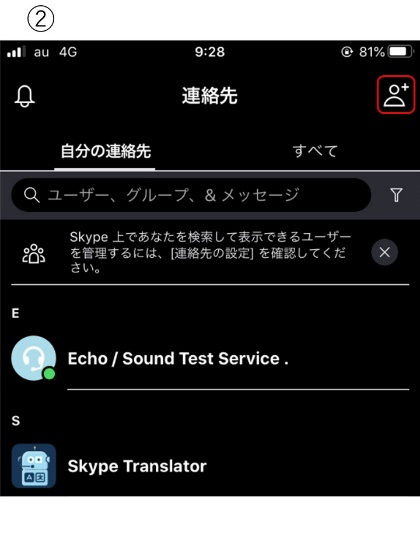 ②
au 4G 9:28 81%
連絡先
自分の連絡先 すべて
ユーザー、グループ、& メッセージ
Skype 上であなたを検索して表示できるユーザー
を管理するには、[連絡先の設定] を確認してくだ
さい。
E
Echo / Sound Test Service .
S
A 文
Skype Translator